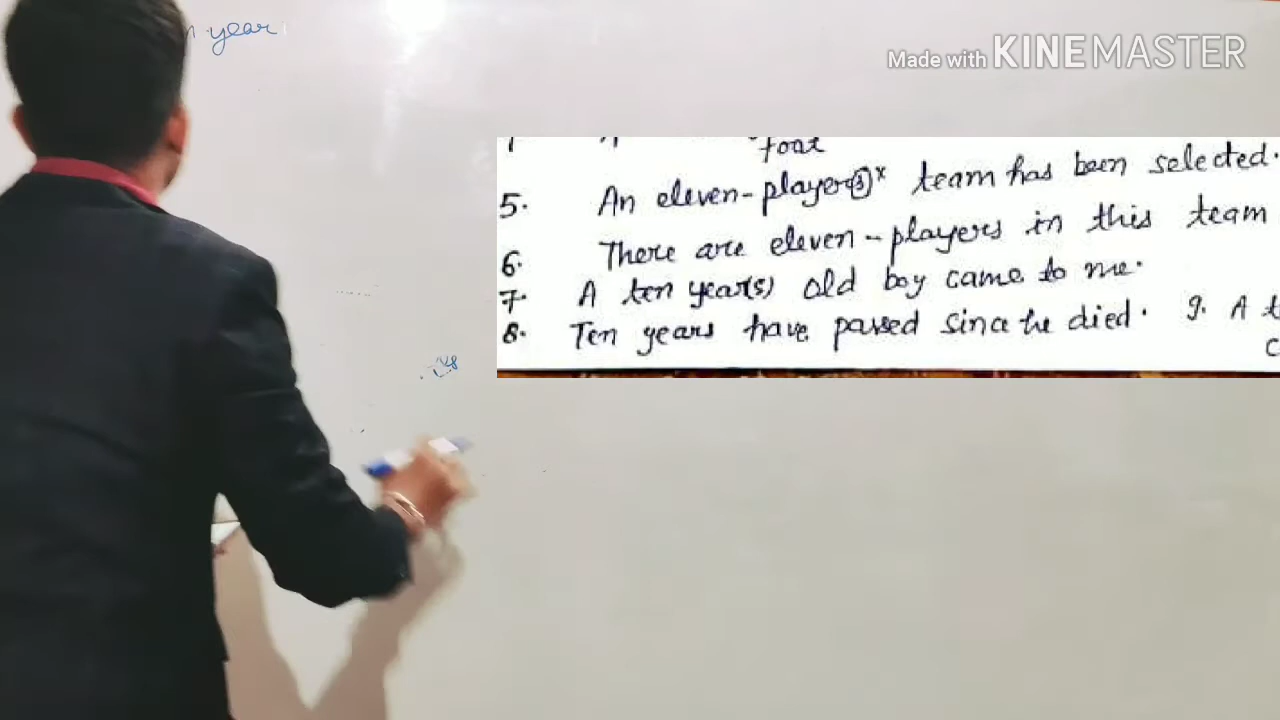 year
Made with KINEMASTER
foot
5. An eleven-player(s)x team has been selected.
6. There are eleven-players in this team
7. A ten year(s) old boy came to me.
8. Ten years have passed since he died. 9. A